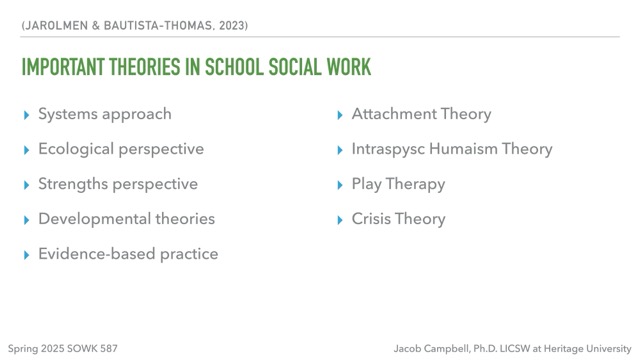 (JAROLMEN & BAUTISTA-THOMAS, 2023)
IMPORTANT THEORIES IN SCHOOL SOCIAL WORK
Systems approach
Ecological perspective
Strengths perspective
Developmental theories
Evidence-based practice
Attachment Theory
Intraspysc Humaism Theory
Play Therapy
Crisis Theory
Spring 2025 SOWK 587
Jacob Campbell, Ph.D. LICSW at Heritage University